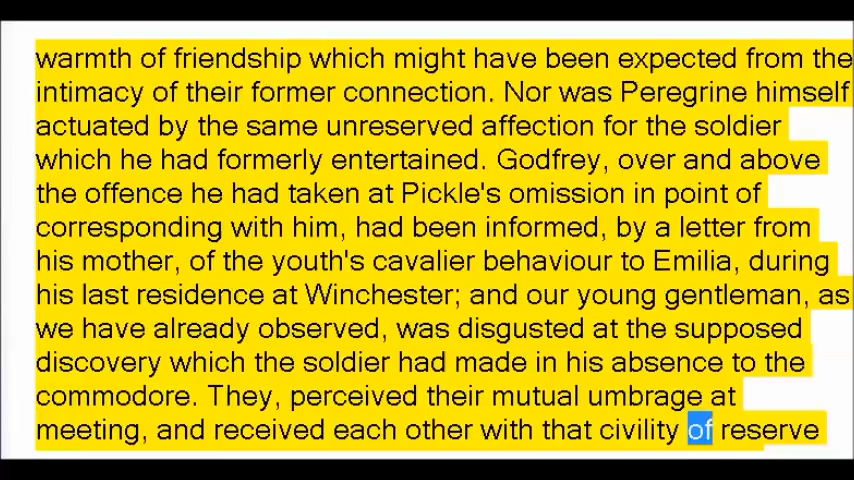 warmth of friendship which might have been expected from the
intimacy of their former connection. Nor was Peregrine himself
actuated by the same unreserved affection for the soldier
which he had formerly entertained. Godfrey, over and above
the offence he had taken at Pickle's omission in point of
corresponding with him, had been informed, by a letter from
his mother, of the youth's cavalier behaviour to Emilia, during
his last residence at Winchester; and our young gentleman, as
we have already observed, was disgusted at the supposed
discovery which the soldier had made in his absence to the
commodore. They, perceived their mutual umbrage at
meeting, and received each other with that civility of reserve